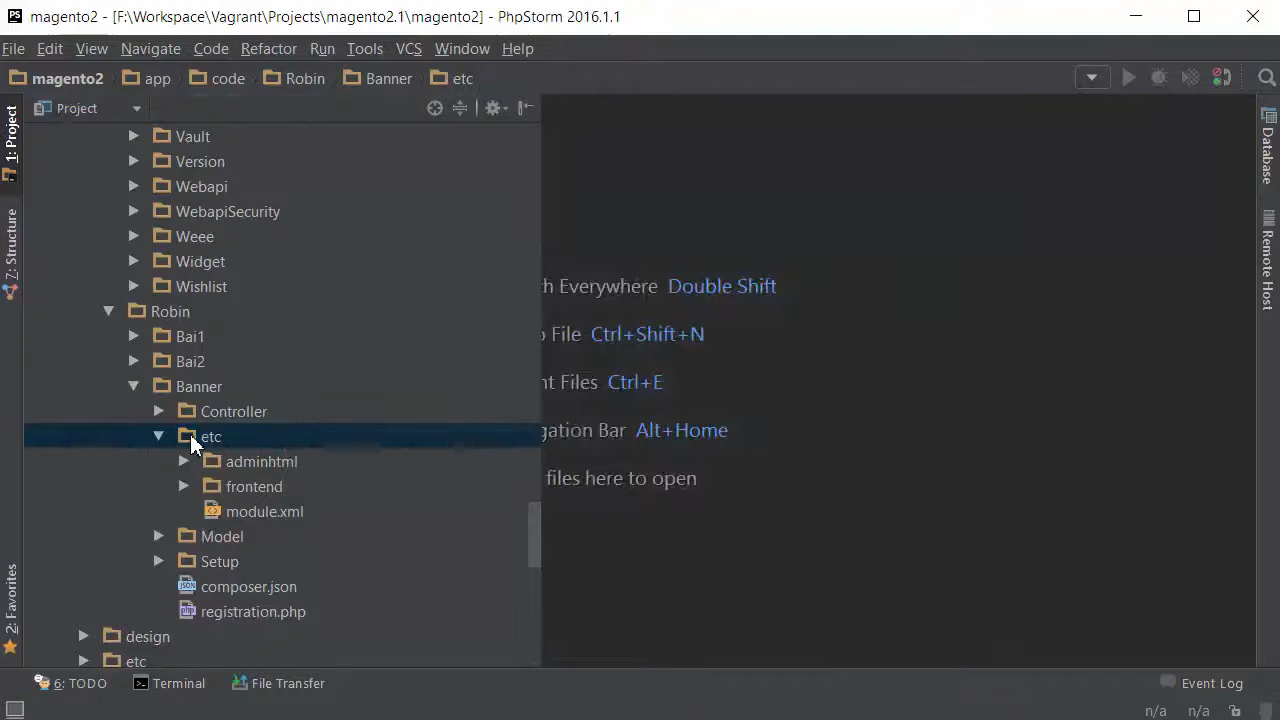 PS magento2 - [F:\Workspace\Vagrant\Projects\magento2.1\magento2] - PhpStorm 2016.1.1
File Edit View Navigate Code Refactor Run Tools VCS Window Help
magento2 app code Robin Banner etc
1: Project
7: Structure
2: Favorites
Project
Vault
Version
Webapi
WebapiSecurity
Weee
Widget
Wishlist
Robin
Bai1
Bai2
Banner
Controller
etc
adminhtml
frontend
module.xml
Model
Setup
composer.json
registration.php
design
etc
h Everywhere Double Shift
File Ctrl+Shift+N
nt Files Ctrl+E
gation Bar Alt+Home
files here to open
Database
Remote Host
6: TODO Terminal File Transfer Event Log
n/a n/a